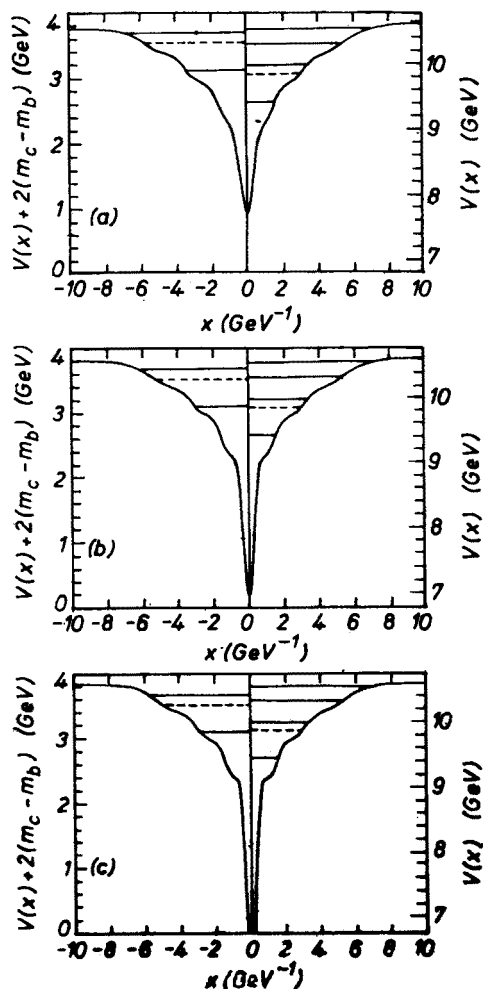 V(x) + 2(m_c - m_b) (GeV)
4
3
2
1
0
(a)
10
9
8
7
V(x) (GeV)
-10 -8 -6 -4 -2 0 2 4 6 8 10
x (GeV⁻¹)
V(x) + 2(m_c - m_b) (GeV)
4
3
2
1
0
(b)
10
9
8
7
V(x) (GeV)
-10 -8 -6 -4 -2 0 2 4 6 8 10
x (GeV⁻¹)
V(x) + 2(m_c - m_b) (GeV)
4
3
2
1
0
(c)
10
9
8
7
V(x) (GeV)
-10 -8 -6 -4 -2 0 2 4 6 8 10
x (GeV⁻¹)